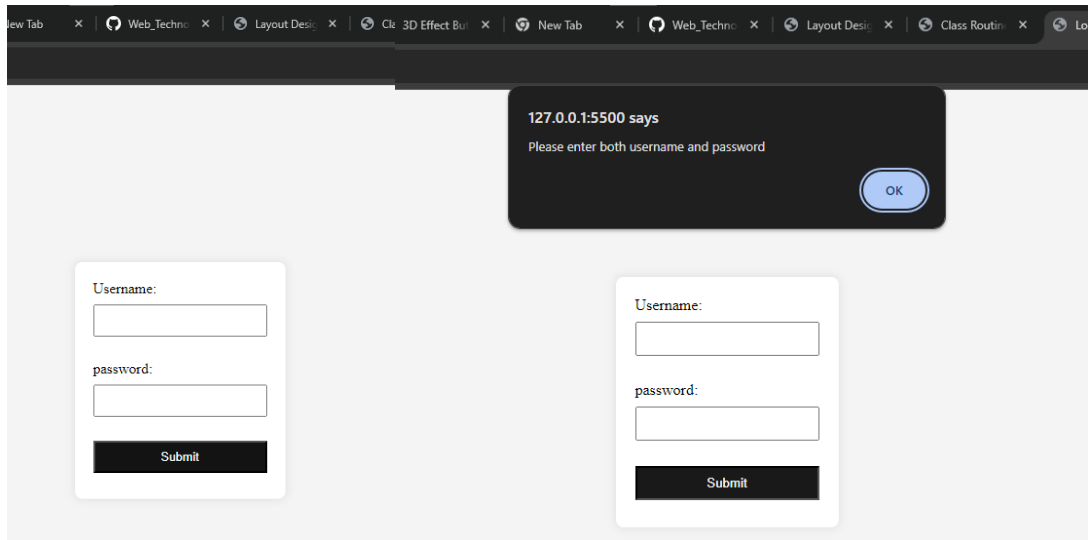 New Tab
Web_Techno
Layout Desig
3D Effect But
New Tab
Web_Techno
Layout Desig
Class Routin
127.0.0.1:5500 says
Please enter both username and password
OK
Username:
password:
Submit
Username:
password:
Submit